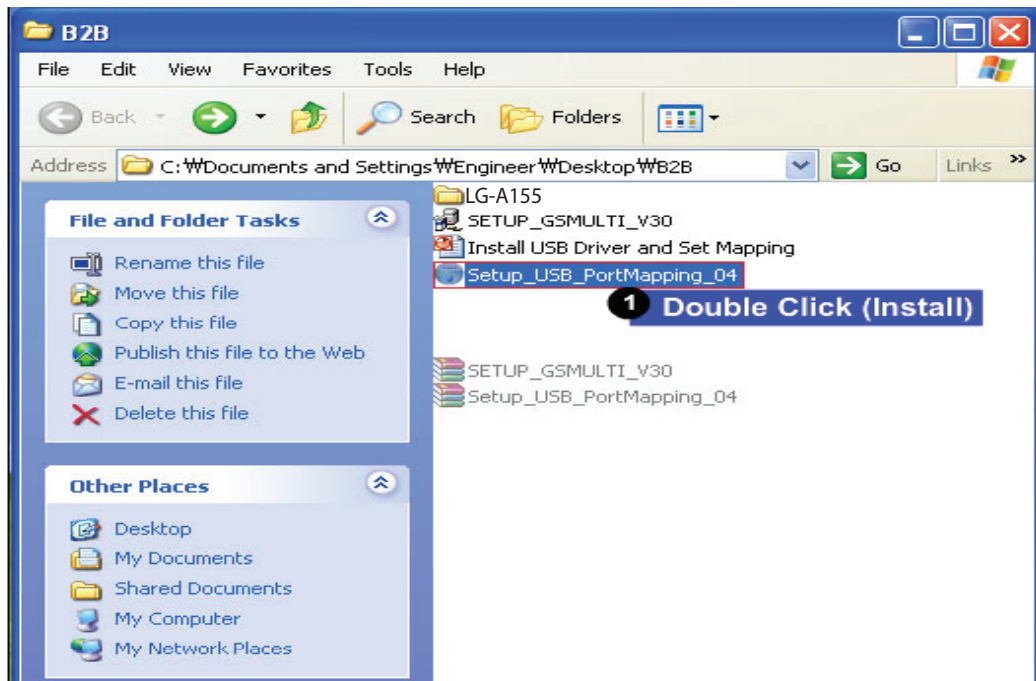 B2B
File Edit View Favorites Tools Help
Back Search Folders
Address C:₩Documents and Settings₩Engineer₩Desktop₩B2B Go Links »
File and Folder Tasks
Rename this file
Move this file
Copy this file
Publish this file to the Web
E-mail this file
Delete this file
Other Places
Desktop
My Documents
Shared Documents
My Computer
My Network Places
LG-A155
SETUP_GSMULTI_V30
Install USB Driver and Set Mapping
Setup_USB_PortMapping_04
1 Double Click (Install)
SETUP_GSMULTI_V30
Setup_USB_PortMapping_04